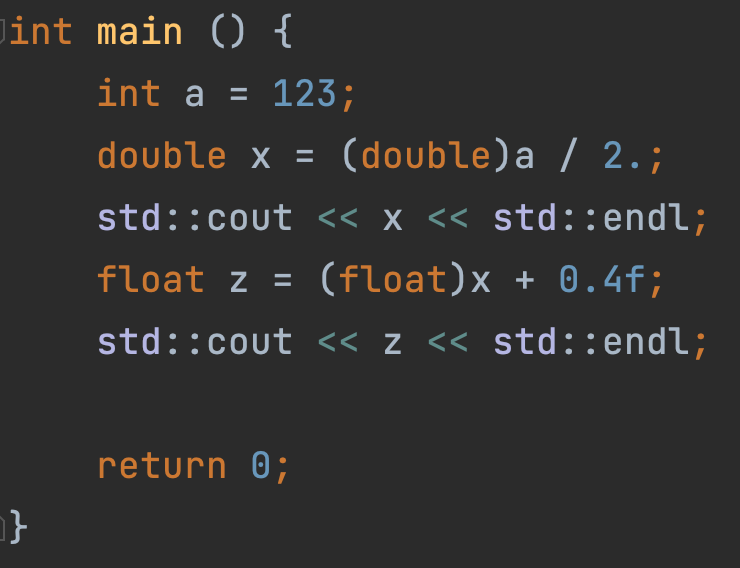 int main () {
    int a = 123;
    double x = (double)a / 2.;
    std::cout << x << std::endl;
    float z = (float)x + 0.4f;
    std::cout << z << std::endl;

    return 0;
}